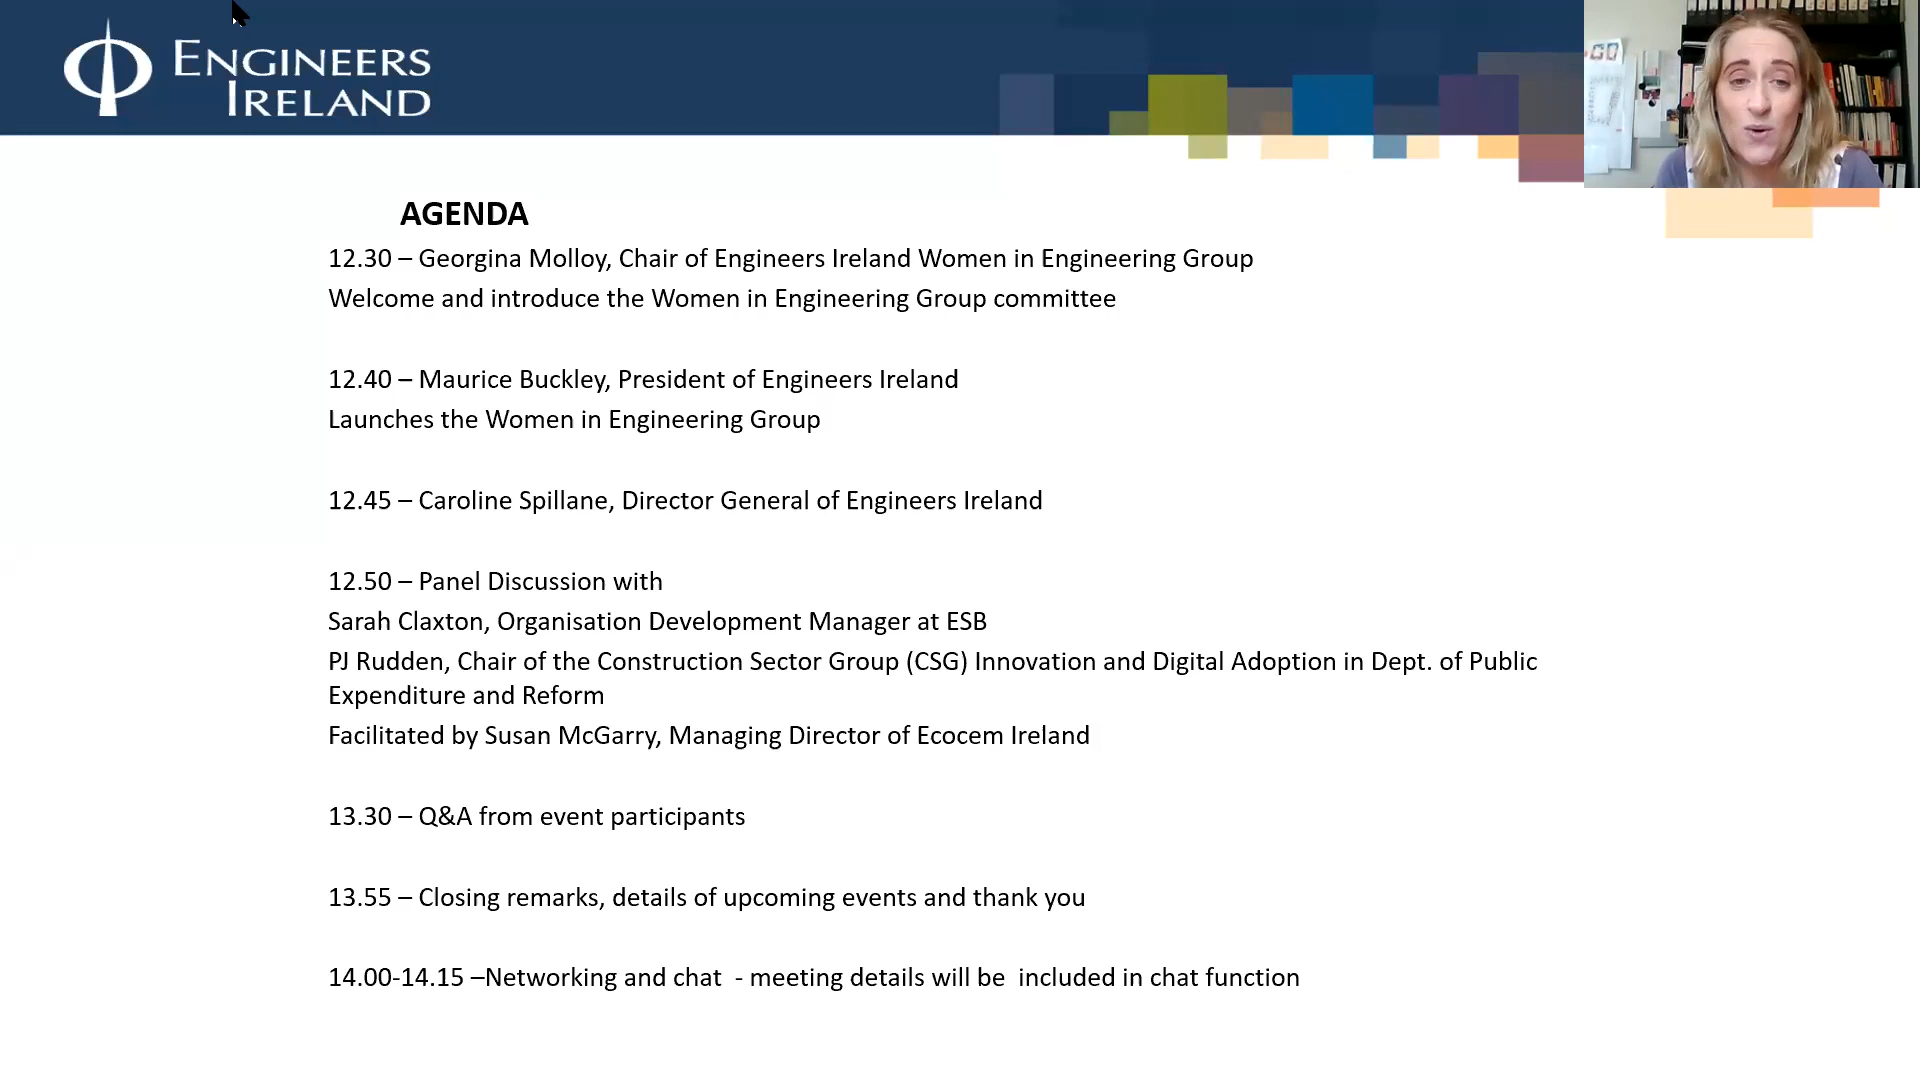 ENGINEERS
IRELAND
AGENDA
12.30 – Georgina Molloy, Chair of Engineers Ireland Women in Engineering Group
Welcome and introduce the Women in Engineering Group committee
12.40 – Maurice Buckley, President of Engineers Ireland
Launches the Women in Engineering Group
12.45 – Caroline Spillane, Director General of Engineers Ireland
12.50 – Panel Discussion with
Sarah Claxton, Organisation Development Manager at ESB
PJ Rudden, Chair of the Construction Sector Group (CSG) Innovation and Digital Adoption in Dept. of Public
Expenditure and Reform
Facilitated by Susan McGarry, Managing Director of Ecocem Ireland
13.30 – Q&A from event participants
13.55 – Closing remarks, details of upcoming events and thank you
14.00-14.15 –Networking and chat  - meeting details will be  included in chat function